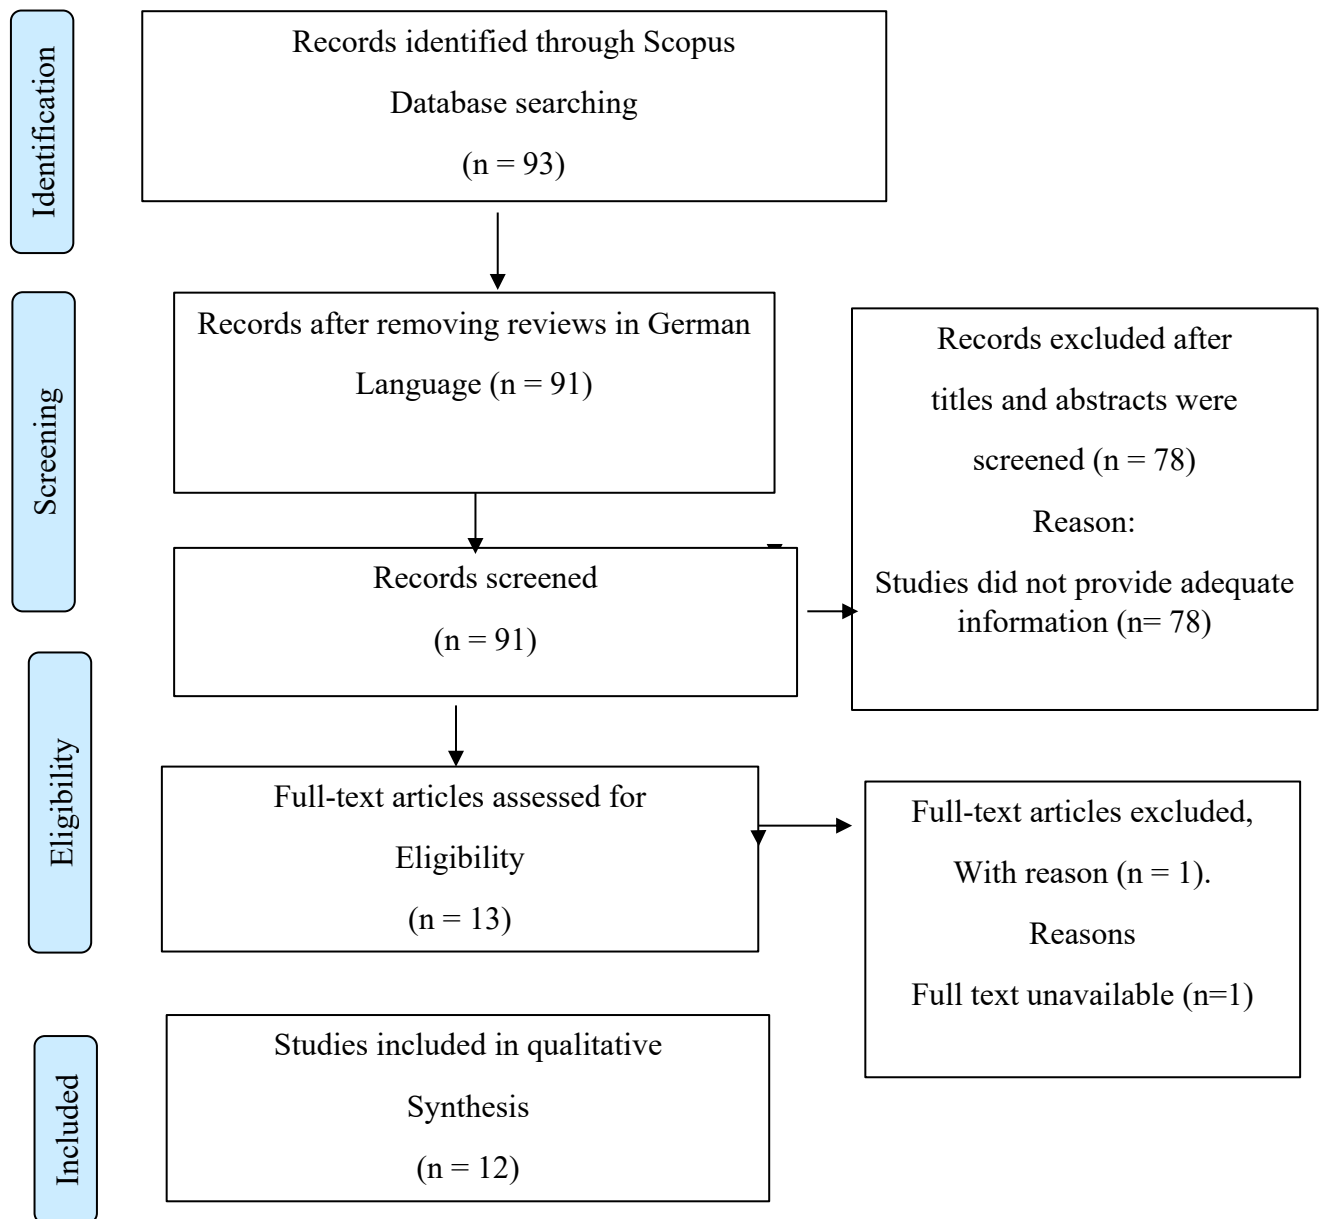 Identification
Records identified through Scopus
Database searching
(n = 93)
Screening
Records after removing reviews in German
Language (n = 91)
Records excluded after
titles and abstracts were
screened (n = 78)
Reason:
Studies did not provide adequate
information (n= 78)
Records screened
(n = 91)
Eligibility
Full-text articles assessed for
Eligibility
(n = 13)
Full-text articles excluded,
With reason (n = 1).
Reasons
Full text unavailable (n=1)
Included
Studies included in qualitative
Synthesis
(n = 12)